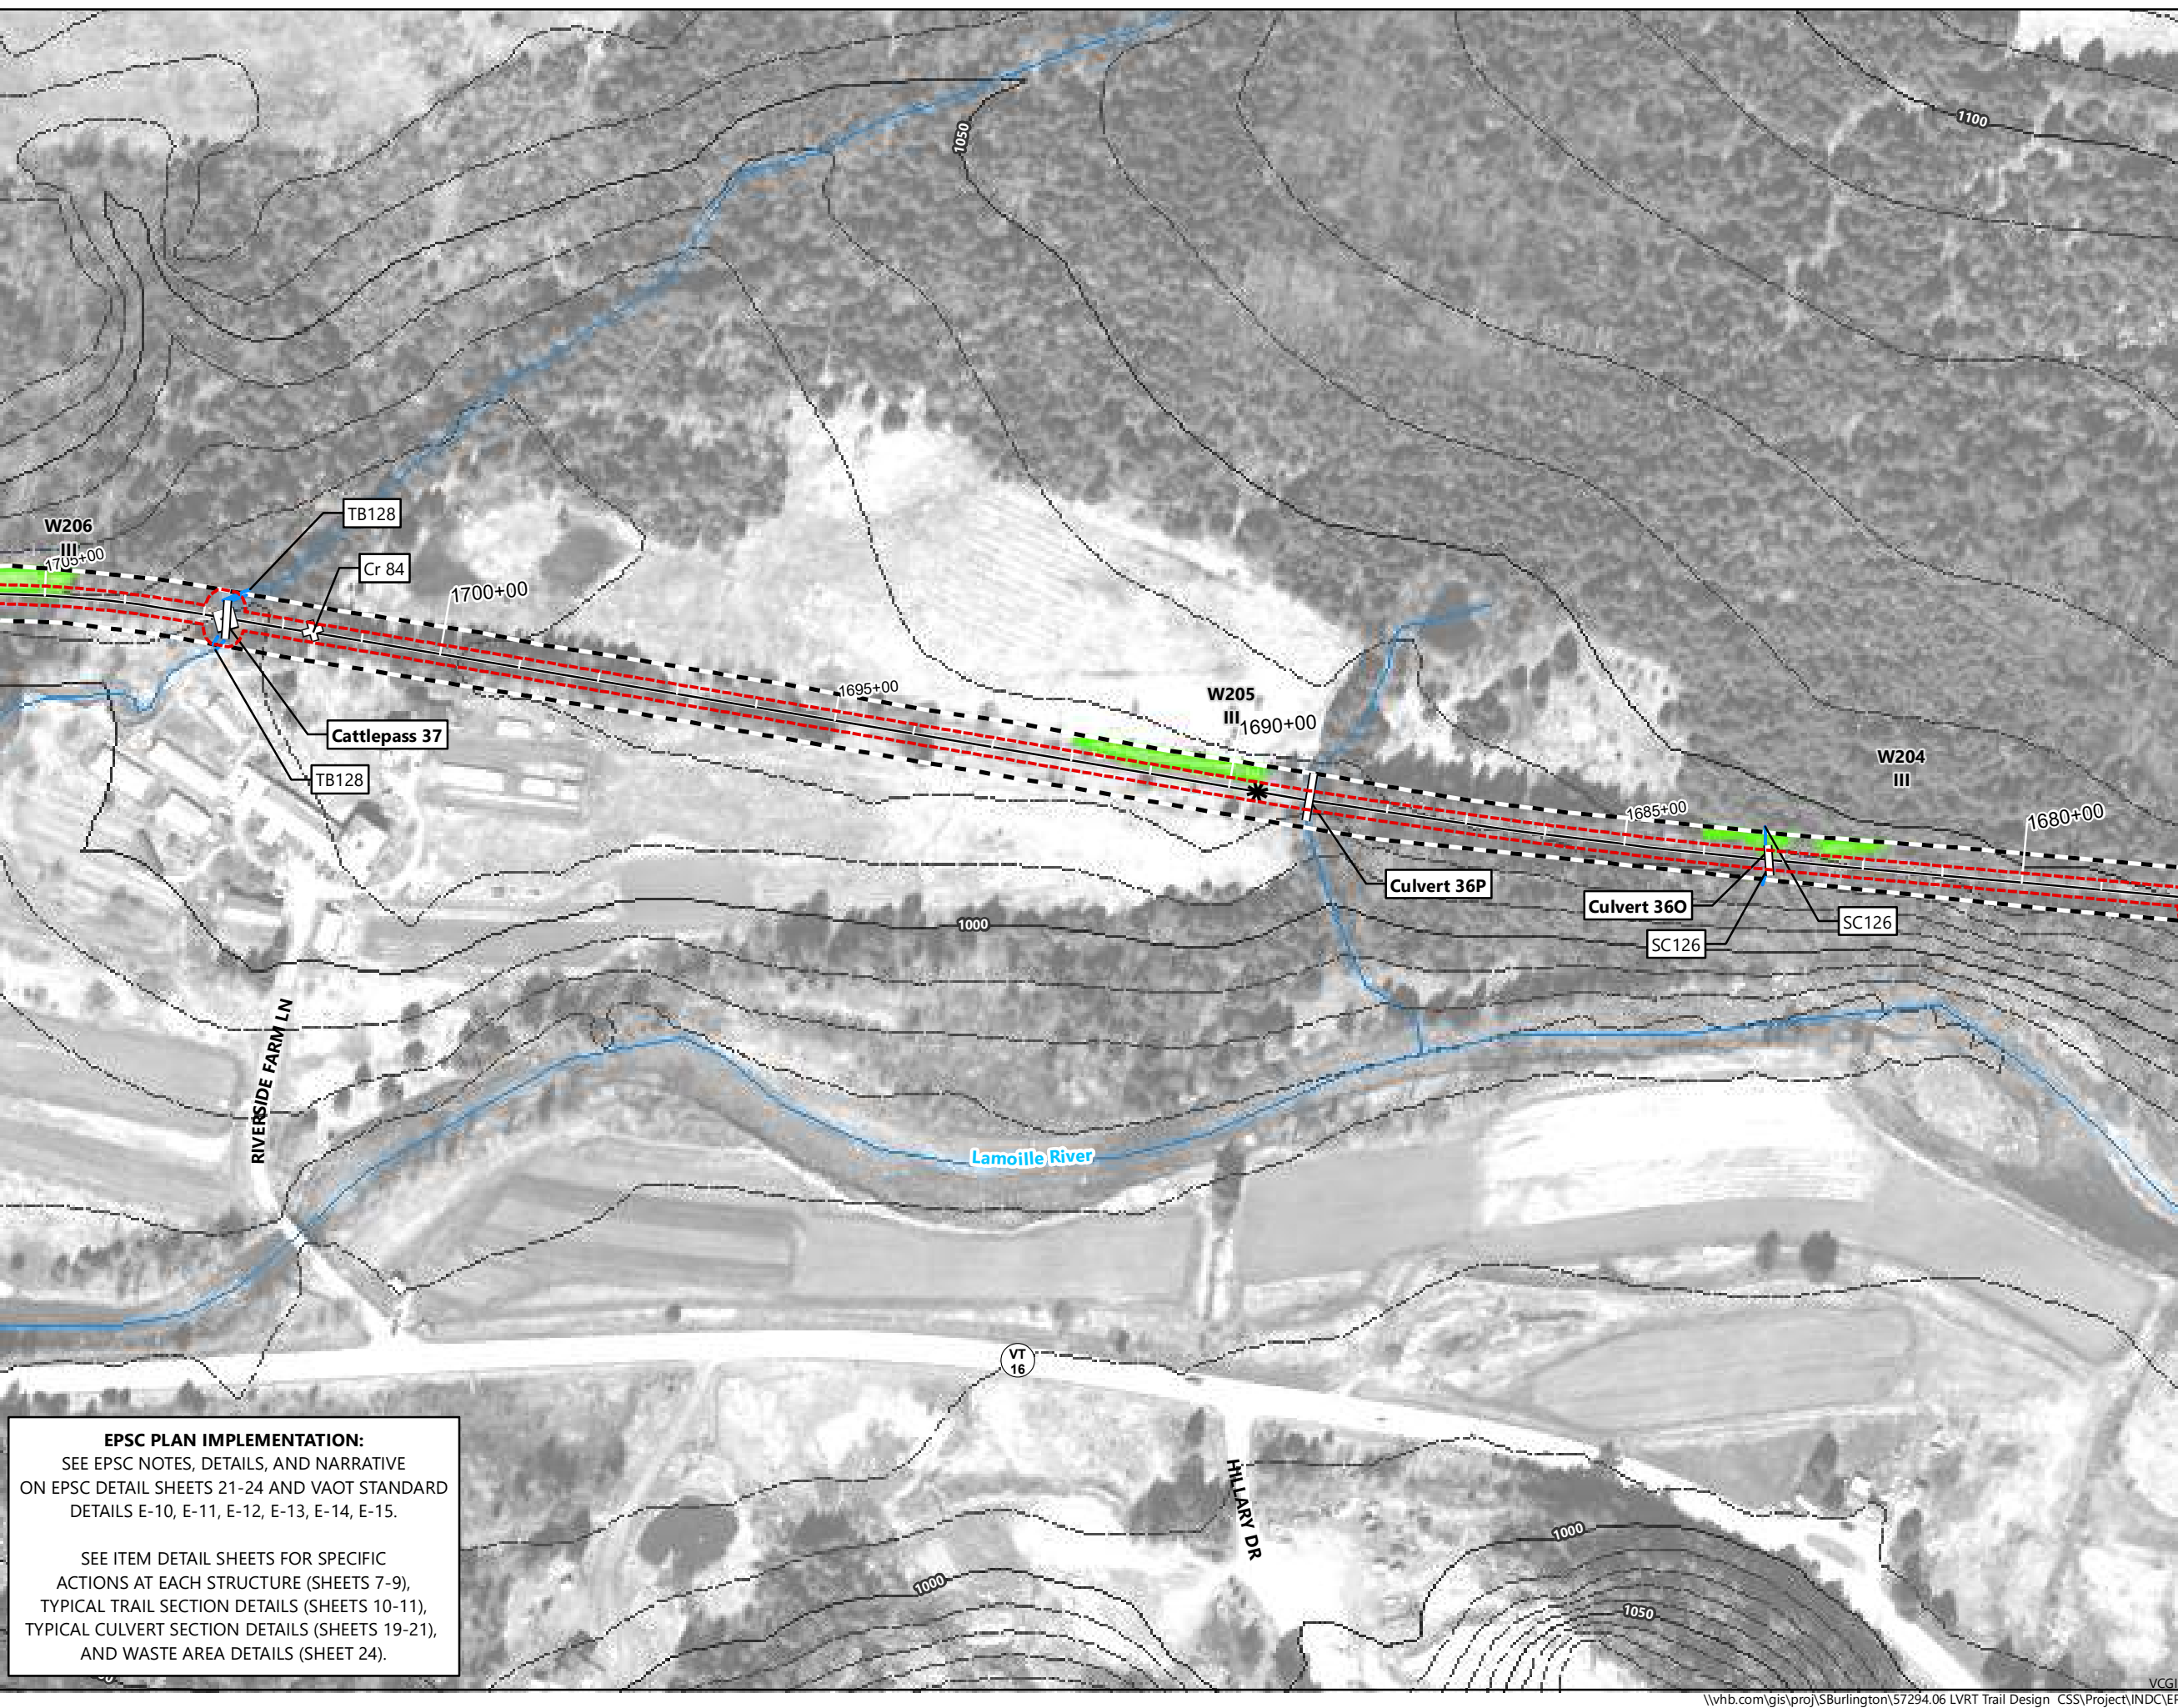 1100
1050
TB128
W206
III
1705+00
Cr 84
1700+00
1695+00
W205
III
1690+00
Cattlepass 37
TB128
W204
III
1685+00
1680+00
Culvert 36P
Culvert 36O
SC126
SC126
1000
RIVERSIDE FARM LN
Lamoille River
VT
16
HILLARY DR
1000
1000
1050
EPSC PLAN IMPLEMENTATION:
SEE EPSC NOTES, DETAILS, AND NARRATIVE
ON EPSC DETAIL SHEETS 21-24 AND VAOT STANDARD
DETAILS E-10, E-11, E-12, E-13, E-14, E-15.
SEE ITEM DETAIL SHEETS FOR SPECIFIC
ACTIONS AT EACH STRUCTURE (SHEETS 7-9),
TYPICAL TRAIL SECTION DETAILS (SHEETS 10-11),
TYPICAL CULVERT SECTION DETAILS (SHEETS 19-21),
AND WASTE AREA DETAILS (SHEET 24).
\\vhb.com\gis\proj\SBurlington\57294.06 LVRT Trail Design_CSS\Project\INDC_E